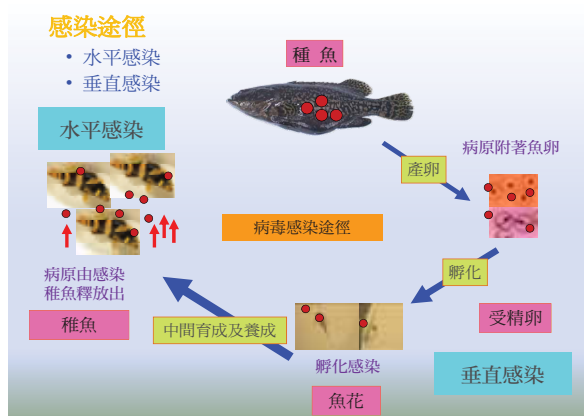 感染途徑
• 水平感染
• 垂直感染
種 魚
水平感染
病原附著魚卵
產卵
病毒感染途徑
孵化
病原由感染
稚魚釋放出
稚魚
中間育成及養成
受精卵
孵化感染
魚花
垂直感染